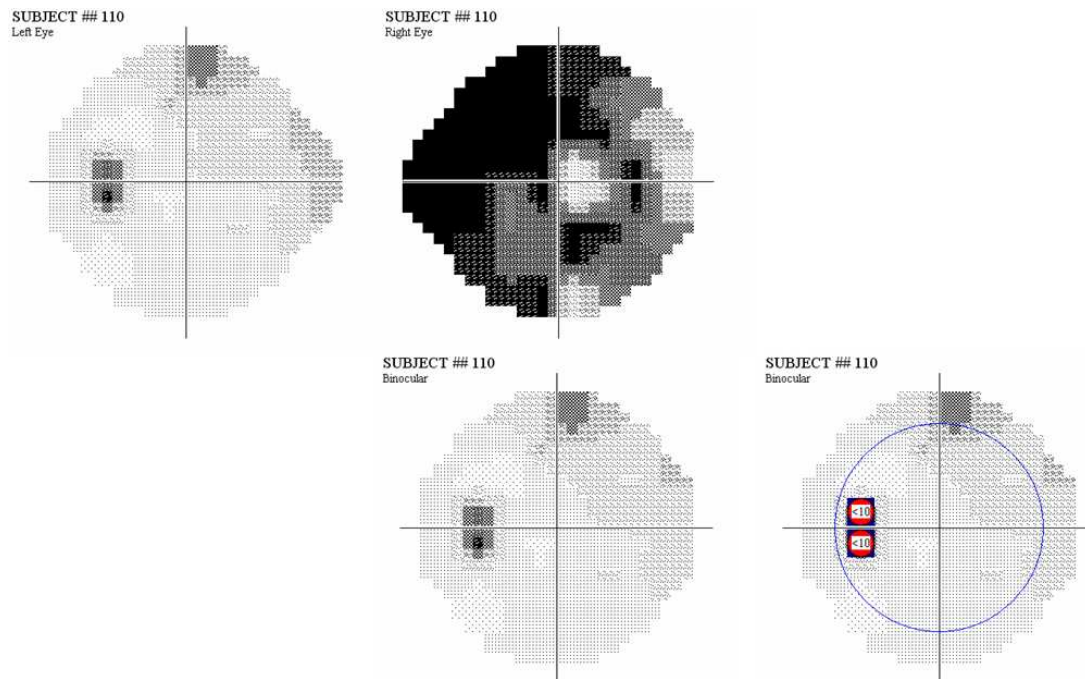 SUBJECT ## 110
Left Eye
SUBJECT ## 110
Right Eye
SUBJECT ## 110
Binocular
SUBJECT ## 110
Binocular
<10
<10